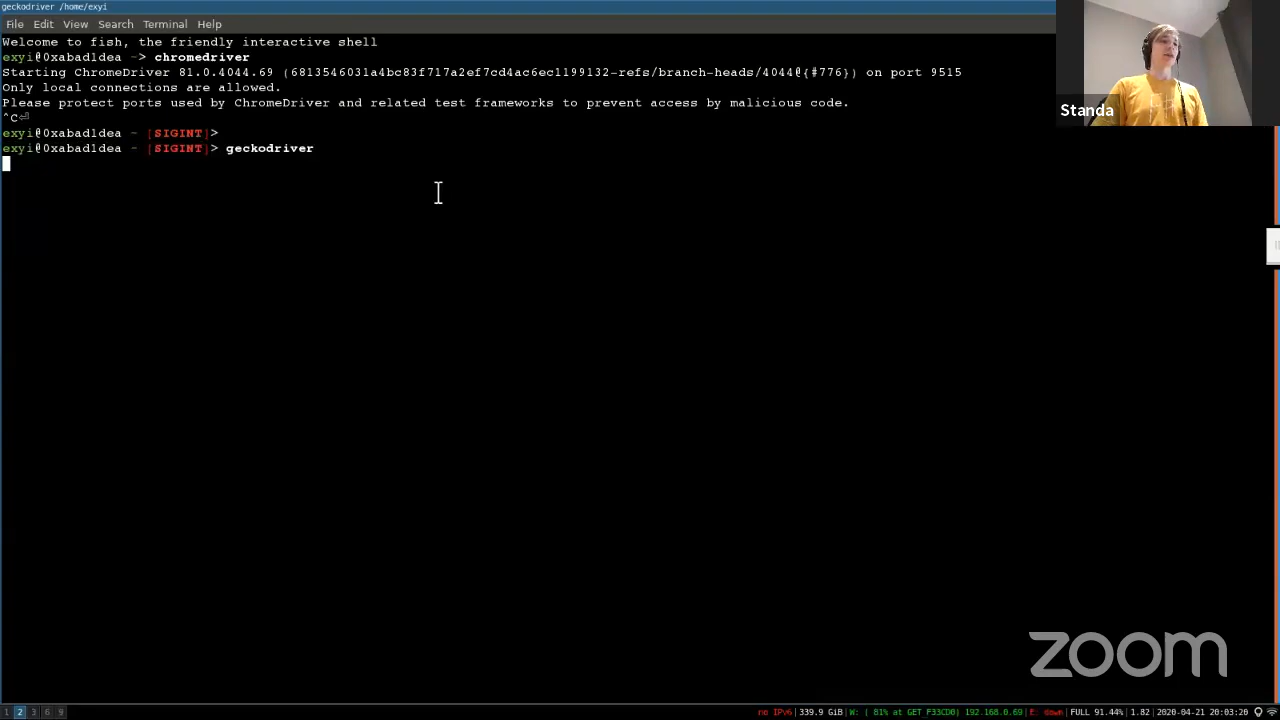 geckodriver /home/exyi
File Edit View Search Terminal Help
Welcome to fish, the friendly interactive shell
exyi@0xabad1dea ~> chromedriver
Starting ChromeDriver 81.0.4044.69 (6813546031a4bc83f717a2ef7cd4ac6ec1199132-refs/branch-heads/4044@{#776}) on port 9515
Only local connections are allowed.
Please protect ports used by ChromeDriver and related test frameworks to prevent access by malicious code.
^C⏎
exyi@0xabad1dea ~ [SIGINT]>
exyi@0xabad1dea ~ [SIGINT]> geckodriver
Standa
zoom
1 2 3 6 9
no IPv6|339.9 GiB|W: ( 81% at GET F33CD0) 192.168.0.69|E: down|FULL 91.44%|1.82|2020-04-21 20:03:20